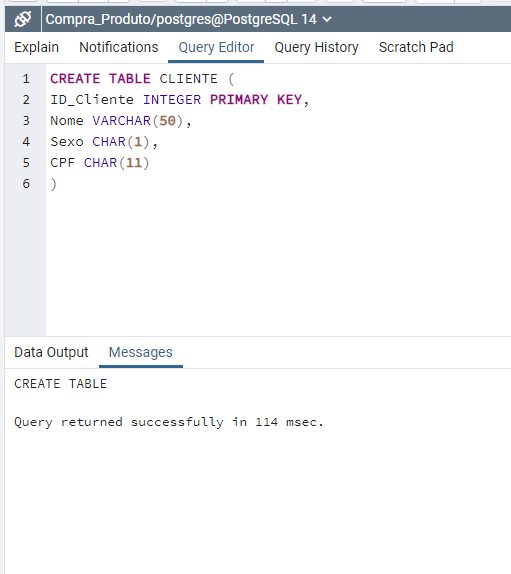 Compra_Produto/postgres@PostgreSQL 14
Explain Notifications Query Editor Query History Scratch Pad
1 CREATE TABLE CLIENTE (
2 ID_Cliente INTEGER PRIMARY KEY,
3 Nome VARCHAR(50),
4 Sexo CHAR(1),
5 CPF CHAR(11)
6 )
Data Output Messages
CREATE TABLE
Query returned successfully in 114 msec.